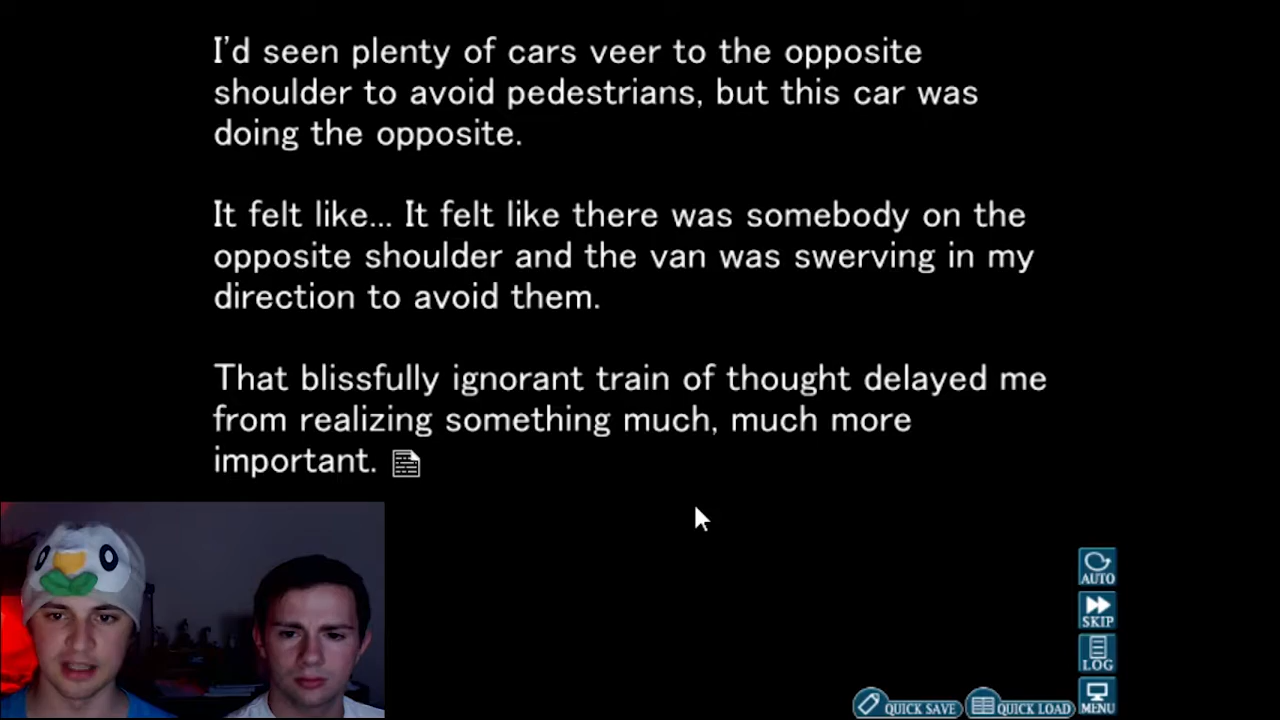 I'd seen plenty of cars veer to the opposite
shoulder to avoid pedestrians, but this car was
doing the opposite.
It felt like... It felt like there was somebody on the
opposite shoulder and the van was swerving in my
direction to avoid them.
That blissfully ignorant train of thought delayed me
from realizing something much, much more
important.
AUTO
SKIP
LOG
MENU
QUICK SAVE
QUICK LOAD